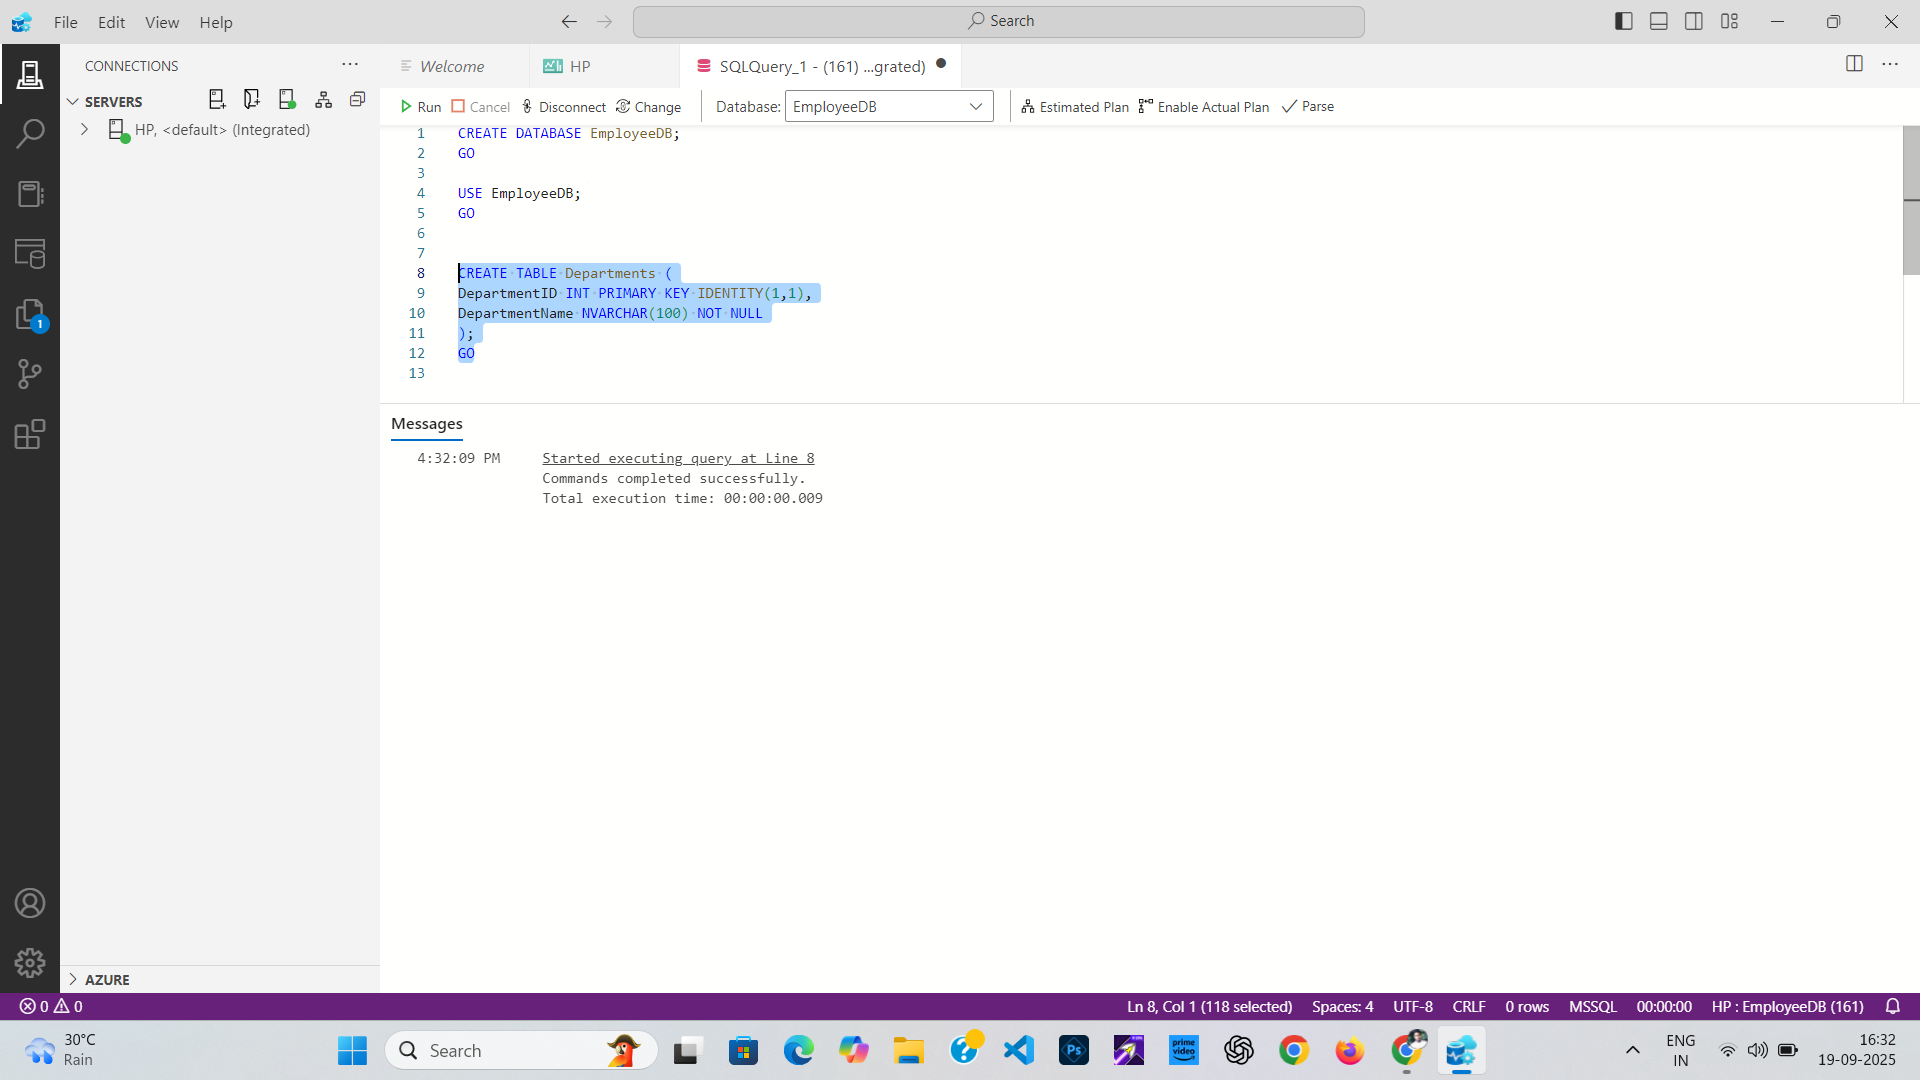 File Edit View Help
Search
CONNECTIONS
SERVERS
HP, <default> (Integrated)
1
AZURE
Welcome
HP
SQLQuery_1 - (161) ...grated)
Run Cancel Disconnect Change Database: EmployeeDB Estimated Plan Enable Actual Plan Parse
1 CREATE DATABASE EmployeeDB;
2 GO
3
4 USE EmployeeDB;
5 GO
6
7
8 CREATE TABLE Departments (
9 DepartmentID INT PRIMARY KEY IDENTITY(1,1),
10 DepartmentName NVARCHAR(100) NOT NULL
11 );
12 GO
13
Messages
4:32:09 PM Started executing query at Line 8
Commands completed successfully.
Total execution time: 00:00:00.009
0 0 Ln 8, Col 1 (118 selected) Spaces: 4 UTF-8 CRLF 0 rows MSSQL 00:00:00 HP : EmployeeDB (161)
30°C
Rain
Search
Ps
prime
video
ENG
IN
16:32
19-09-2025